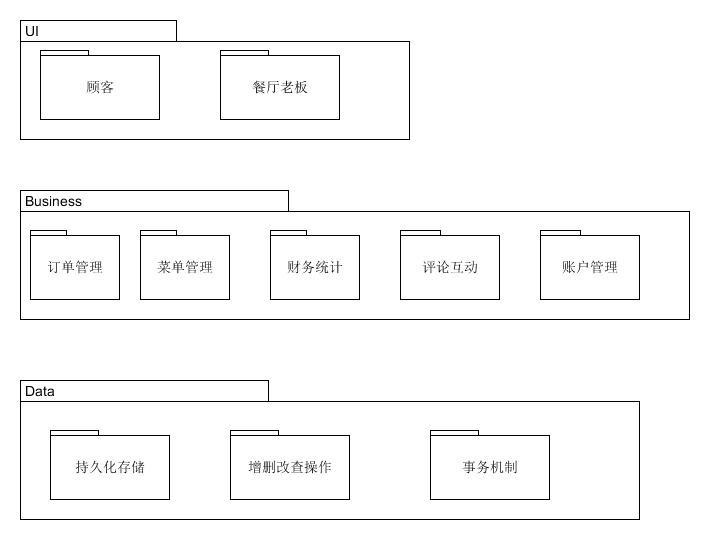 UI
顾客
餐厅老板
Business
订单管理
菜单管理
财务统计
评论互动
账户管理
Data
持久化存储
增删改查操作
事务机制